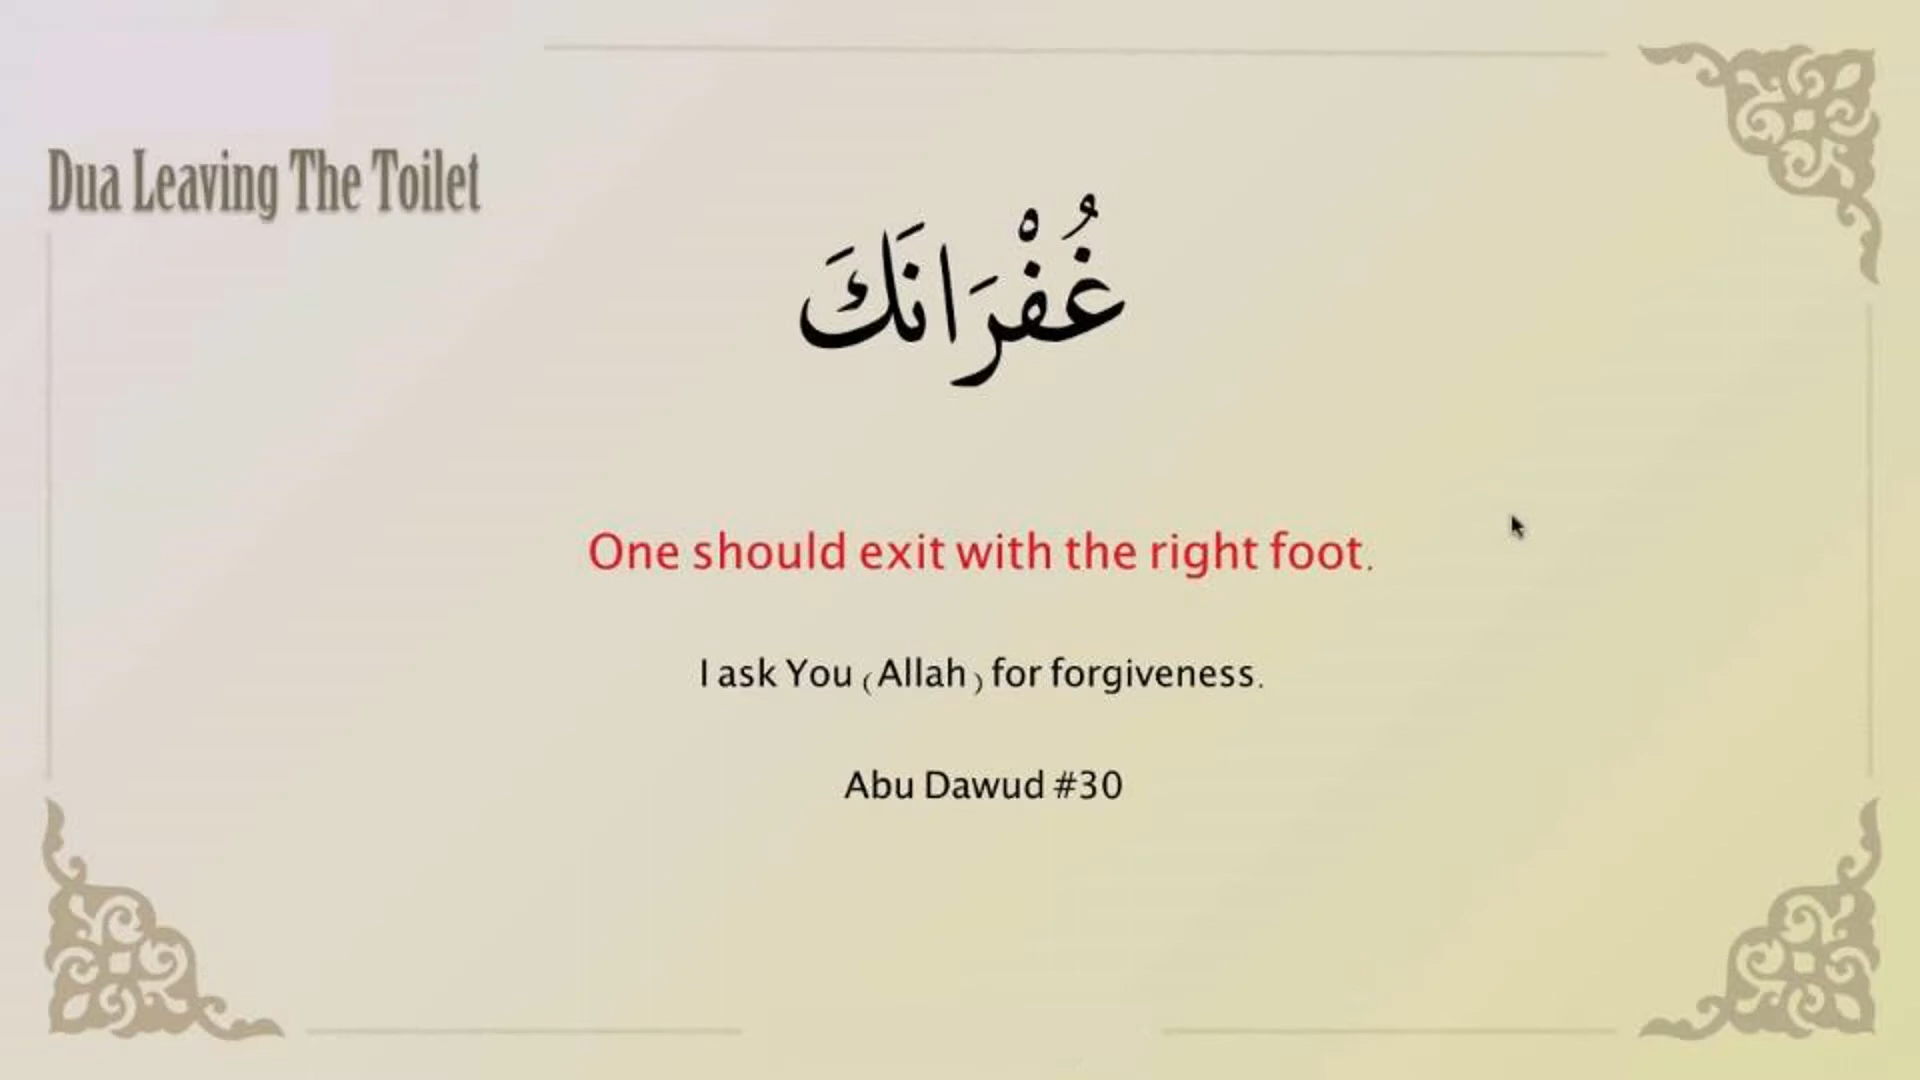 Dua Leaving The Toilet
غُفْرَانَكَ
One should exit with the right foot.
I ask You (Allah) for forgiveness.
Abu Dawud #30